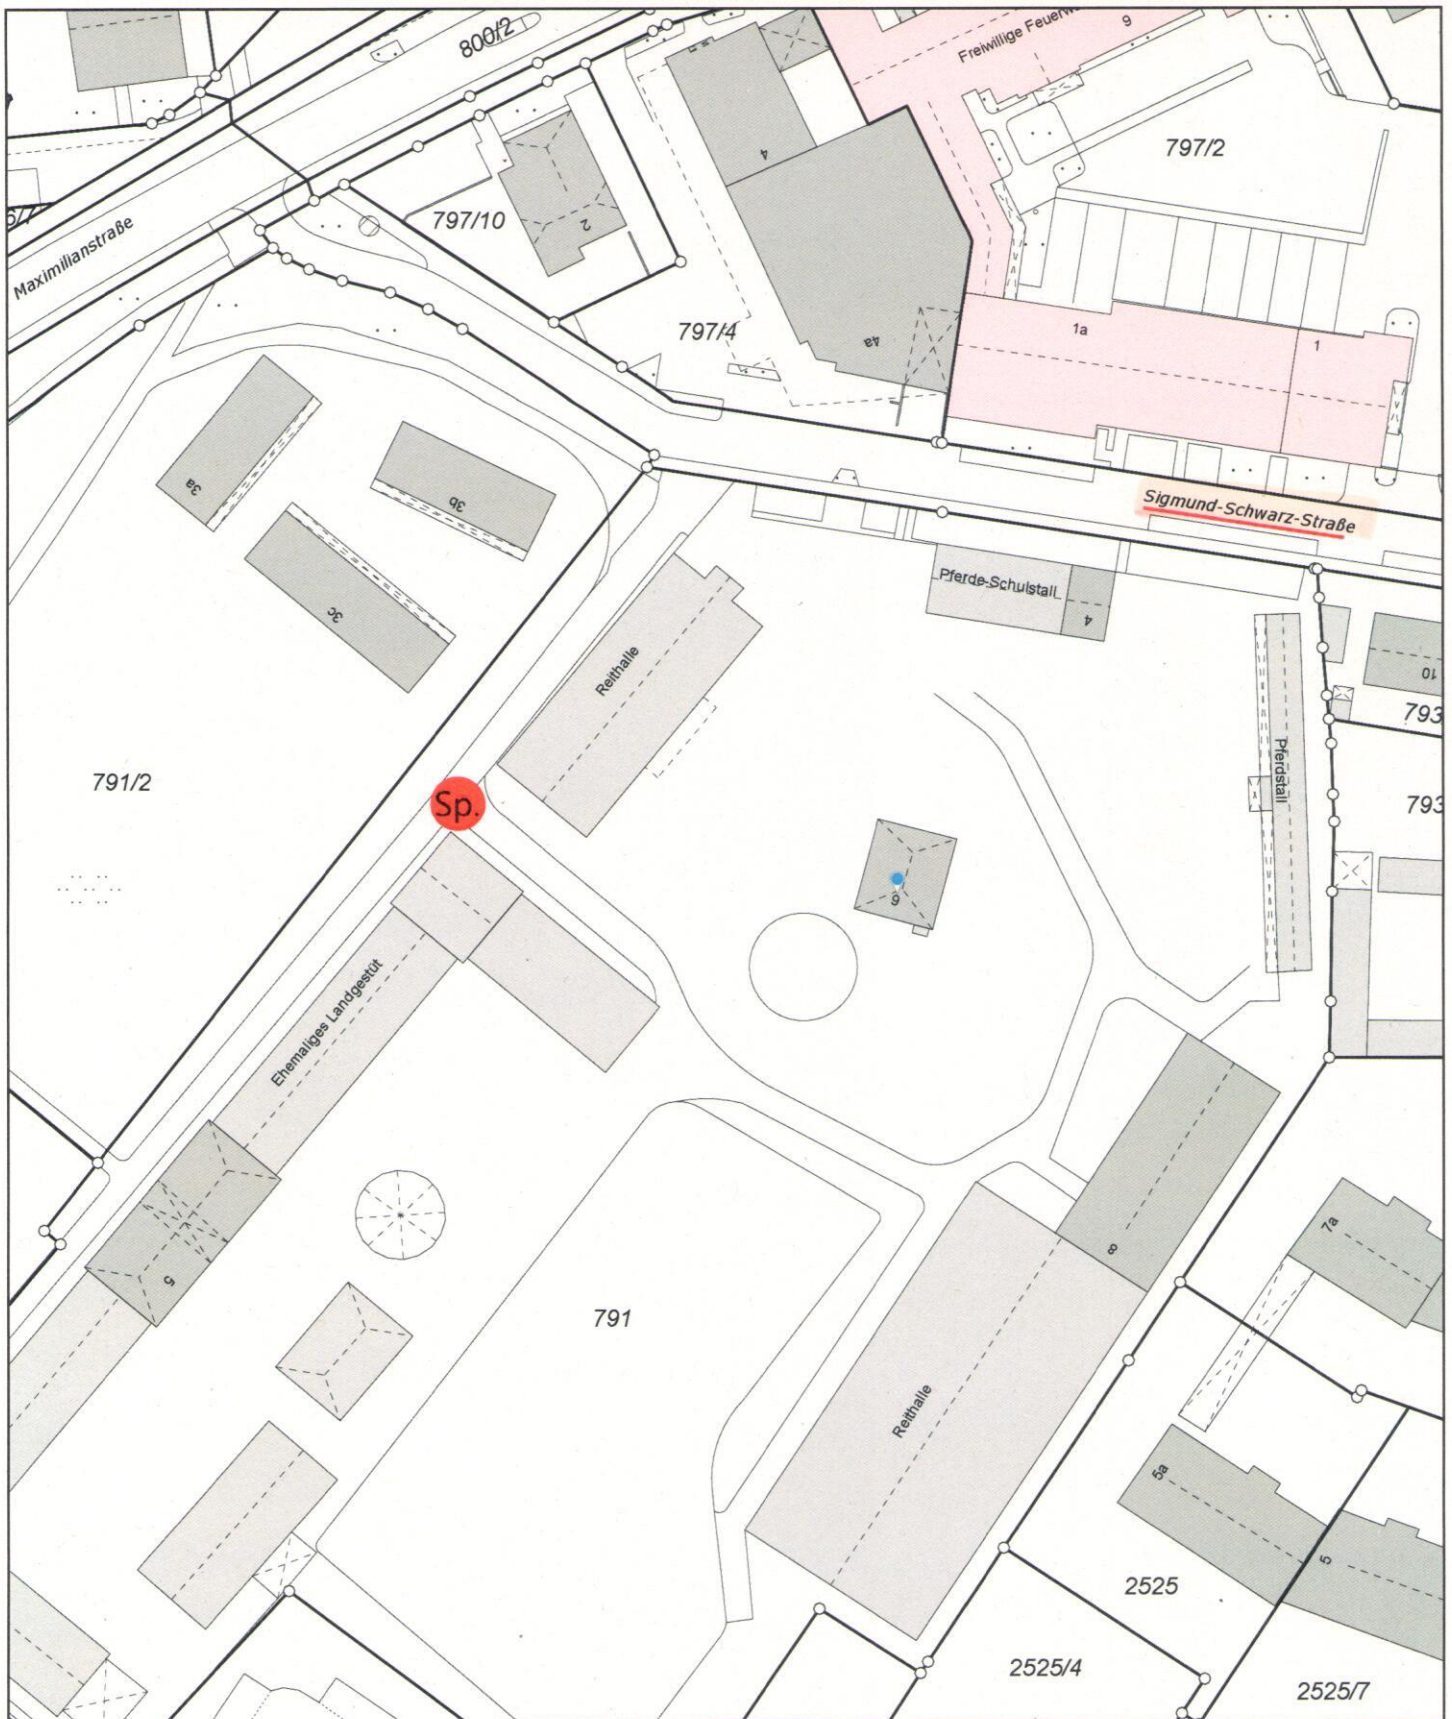 800/2
Freiwillige Feuerw
9
797/2
4
797/10
2
Maximilianstraße
797/4
4a
1a
1
3a
3b
Sigmund-Schwarz-Straße
3c
Pferde-Schulstall
4
Reithalle
10
793
791/2
Pferdstall
Sp.
793
6
Ehemaliges Landgestüt
7a
8
5
791
Reithalle
5a
5
2525
2525/4
2525/7